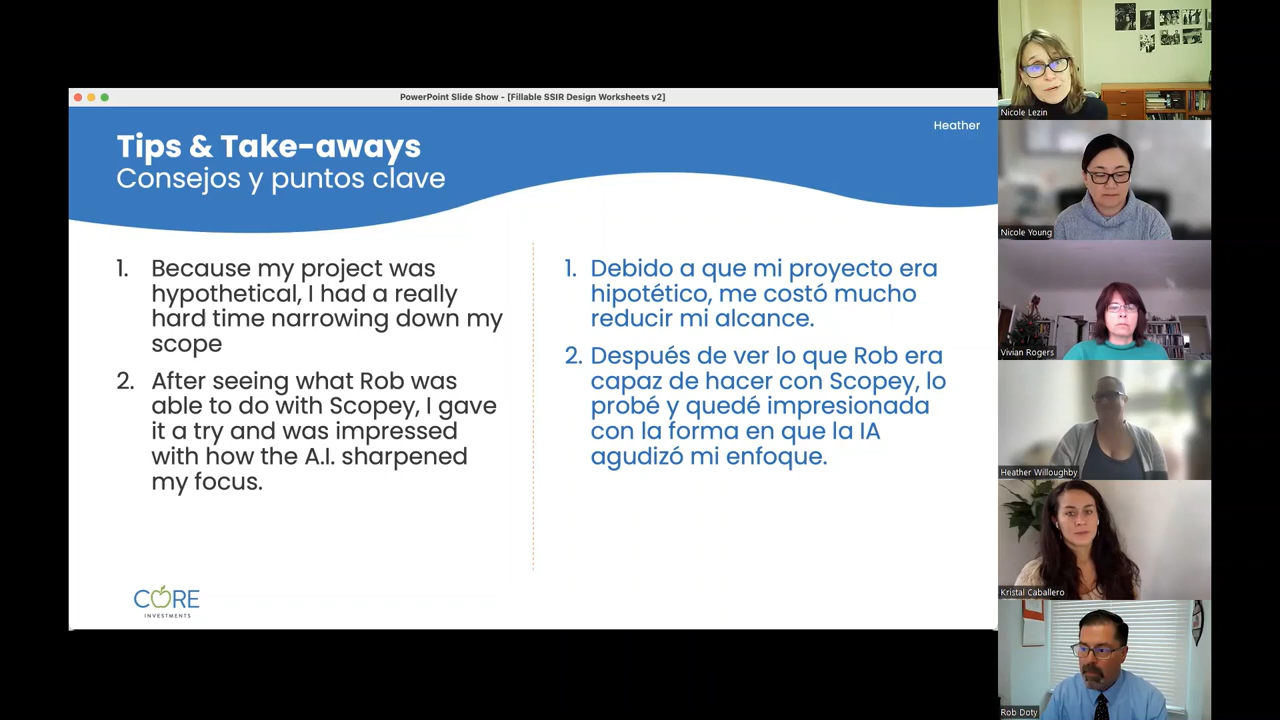 PowerPoint Slide Show - [Fillable SSIR Design Worksheets v2]
Heather
Tips & Take-aways
Consejos y puntos clave
1. Because my project was
hypothetical, I had a really
hard time narrowing down my
scope
2. After seeing what Rob was
able to do with Scopey, I gave
it a try and was impressed
with how the A.I. sharpened
my focus.
1. Debido a que mi proyecto era
hipotético, me costó mucho
reducir mi alcance.
2. Después de ver lo que Rob era
capaz de hacer con Scopey, lo
probé y quedé impresionada
con la forma en que la IA
agudizó mi enfoque.
CORE
INVESTMENTS
Nicole Lezin
Nicole Young
Vivian Rogers
Heather Willoughby
Kristal Caballero
Rob Doty